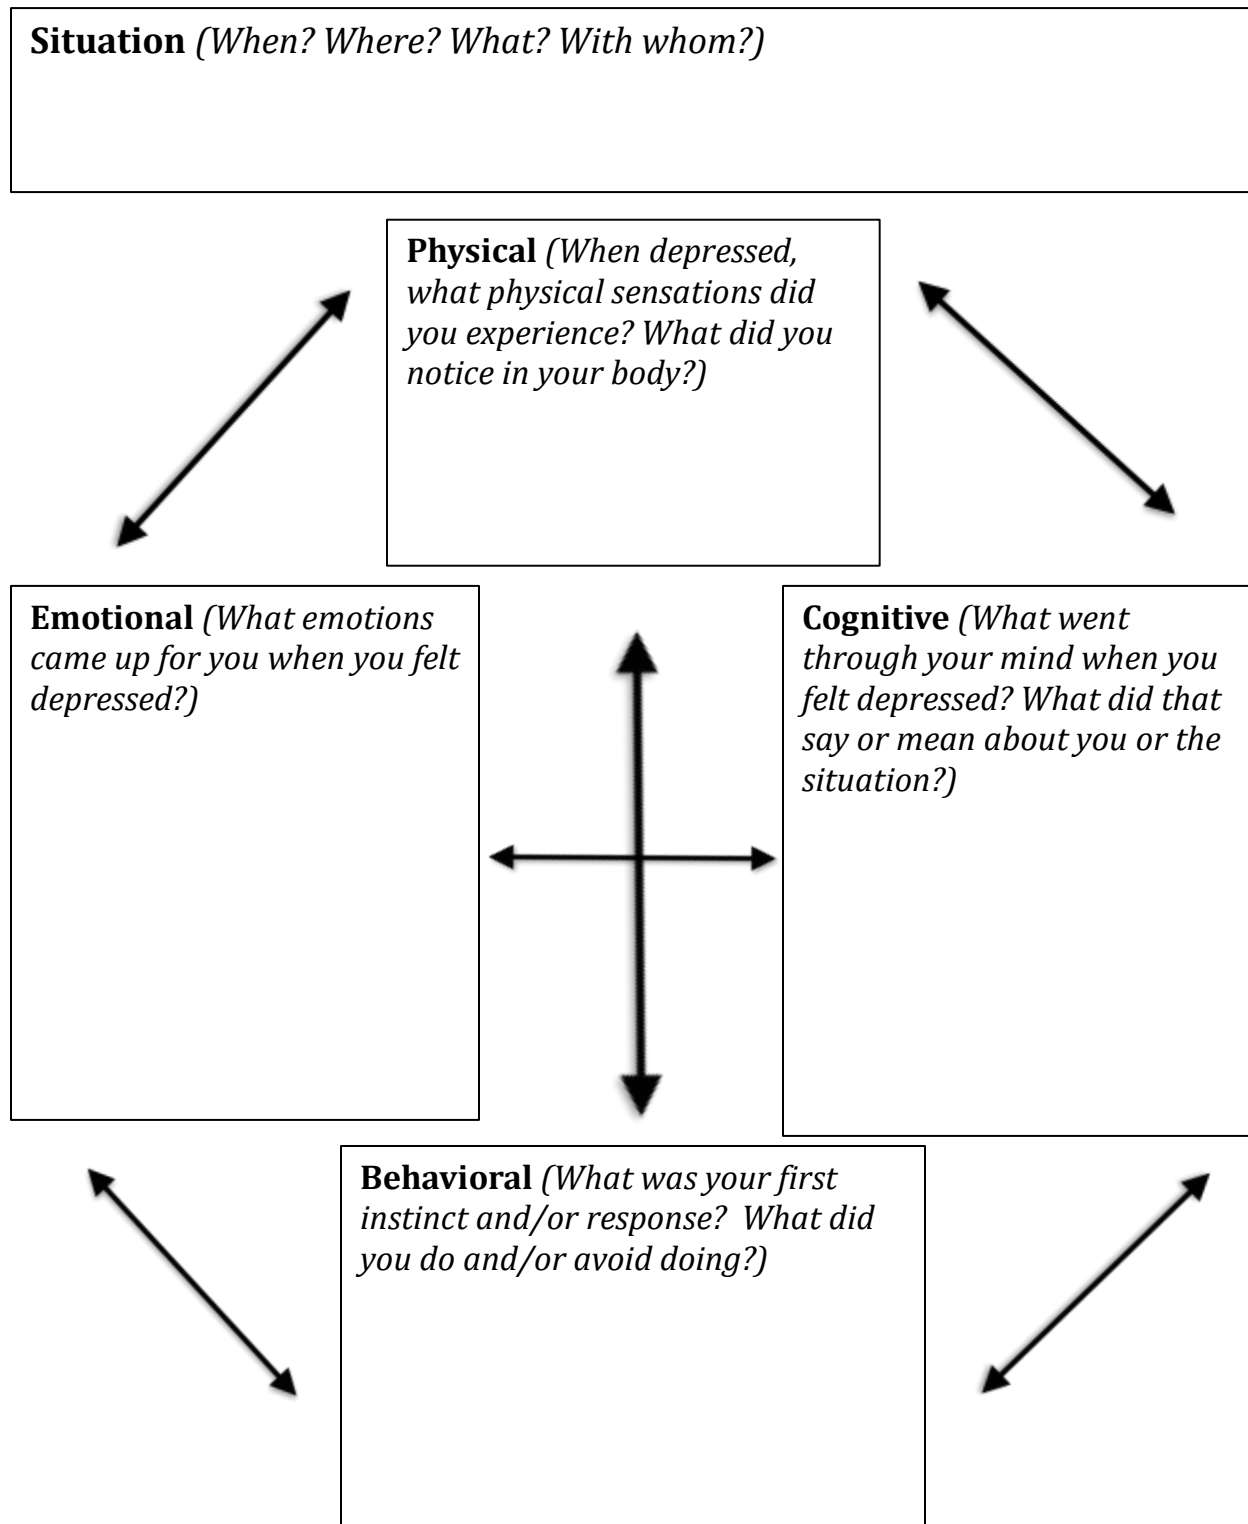 Situation (When? Where? What? With whom?)
Physical (When depressed,
what physical sensations did
you experience? What did you
notice in your body?)
Emotional (What emotions
came up for you when you felt
depressed?)
Cognitive (What went
through your mind when you
felt depressed? What did that
say or mean about you or the
situation?)
Behavioral (What was your first
instinct and/or response?  What did
you do and/or avoid doing?)